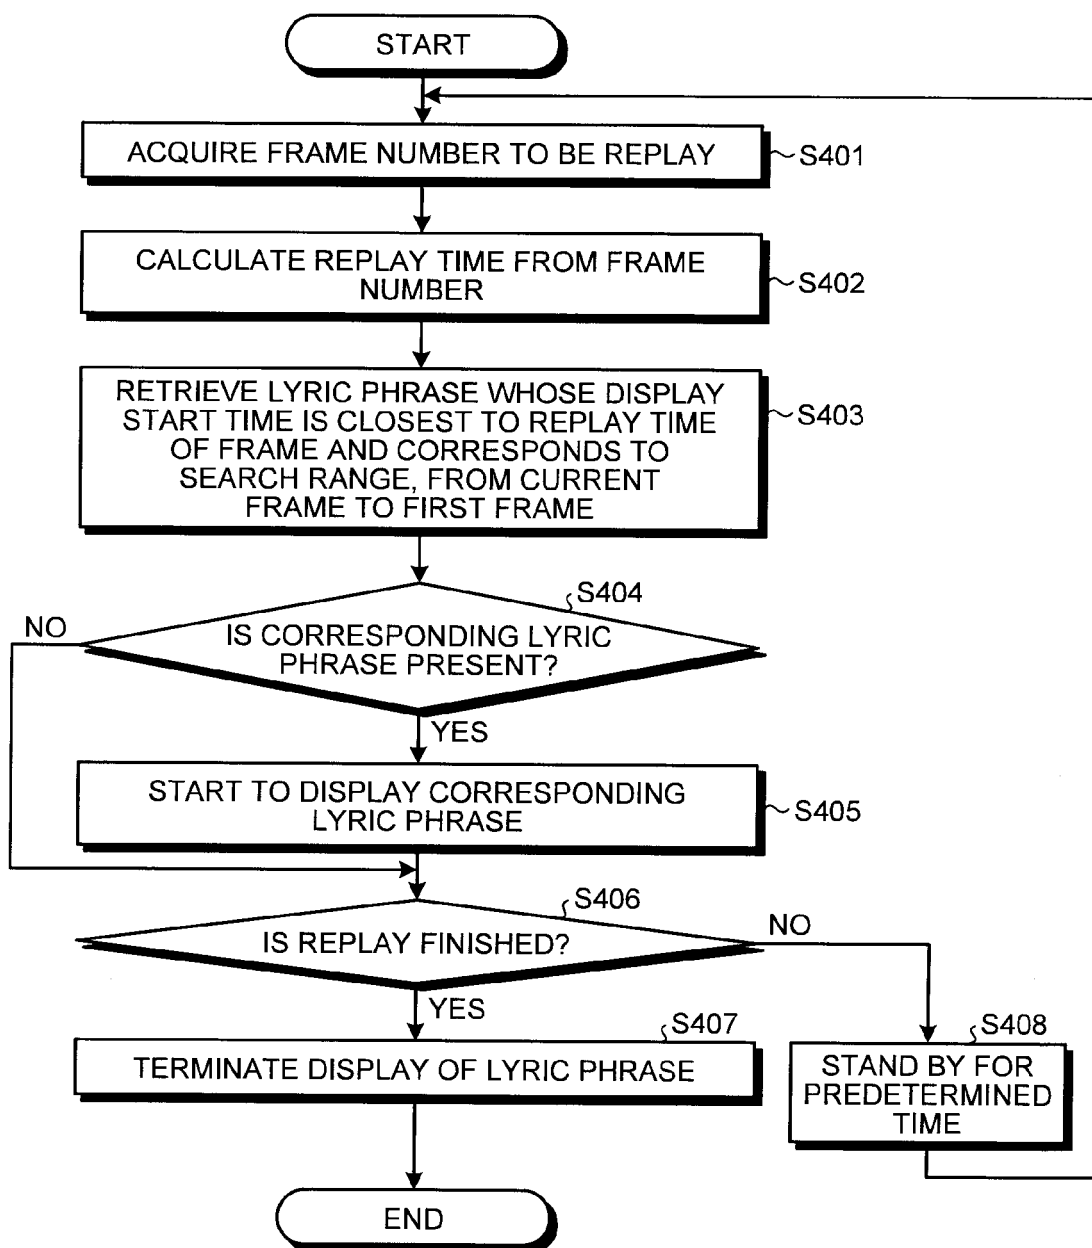 START
ACQUIRE FRAME NUMBER TO BE REPLAY
S401
CALCULATE REPLAY TIME FROM FRAME
NUMBER
S402
RETRIEVE LYRIC PHRASE WHOSE DISPLAY
START TIME IS CLOSEST TO REPLAY TIME
OF FRAME AND CORRESPONDS TO
SEARCH RANGE, FROM CURRENT
FRAME TO FIRST FRAME
S403
S404
NO
IS CORRESPONDING LYRIC
PHRASE PRESENT?
YES
START TO DISPLAY CORRESPONDING
LYRIC PHRASE
S405
S406
NO
IS REPLAY FINISHED?
YES
S407
TERMINATE DISPLAY OF LYRIC PHRASE
S408
STAND BY FOR
PREDETERMINED
TIME
END